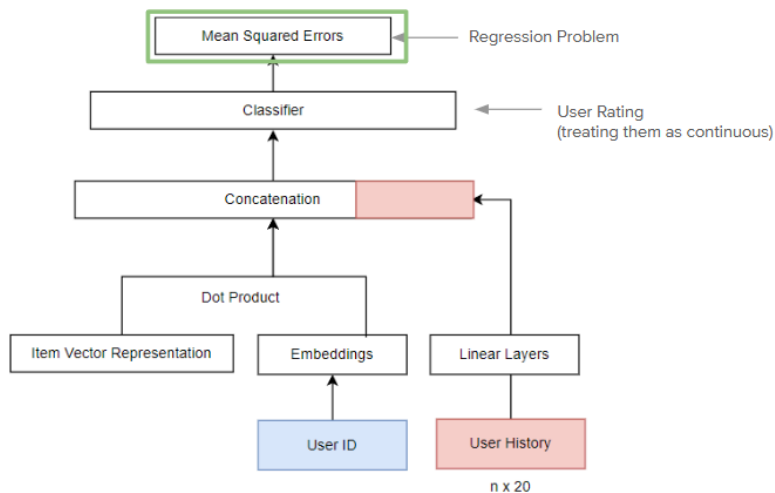 Mean Squared Errors
Regression Problem
Classifier
User Rating
(treating them as continuous)
Concatenation
Dot Product
Item Vector Representation
Embeddings
Linear Layers
User ID
User History
n x 20